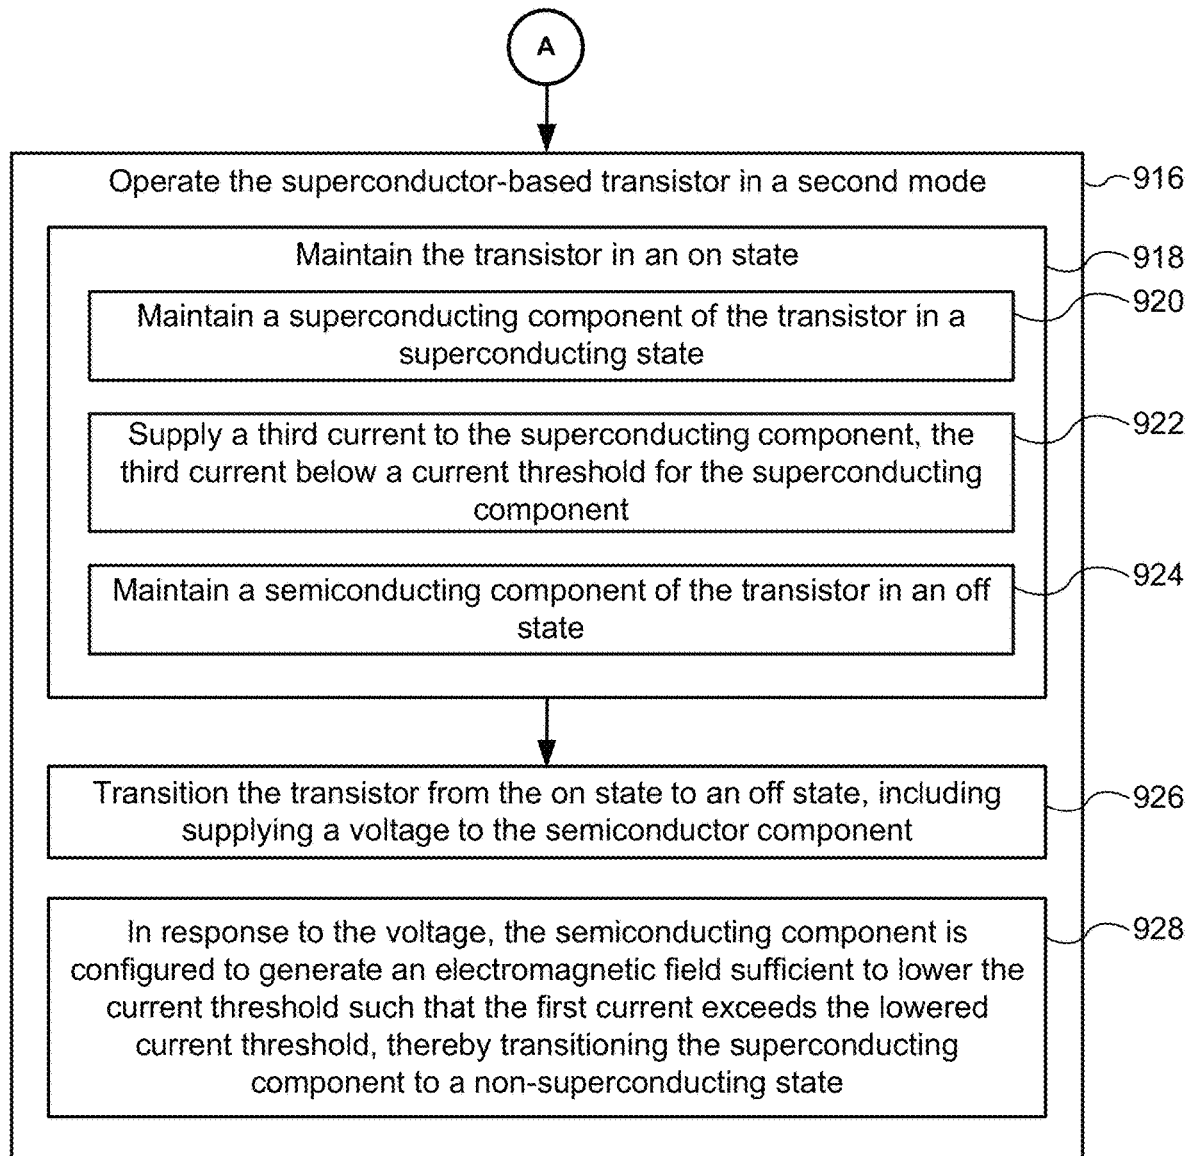 A
Operate the superconductor-based transistor in a second mode
916
Maintain the transistor in an on state
918
Maintain a superconducting component of the transistor in a
superconducting state
920
Supply a third current to the superconducting component, the
third current below a current threshold for the superconducting
component
922
Maintain a semiconducting component of the transistor in an off
state
924
Transition the transistor from the on state to an off state, including
supplying a voltage to the semiconductor component
926
In response to the voltage, the semiconducting component is
configured to generate an electromagnetic field sufficient to lower the
current threshold such that the first current exceeds the lowered
current threshold, thereby transitioning the superconducting
component to a non-superconducting state
928